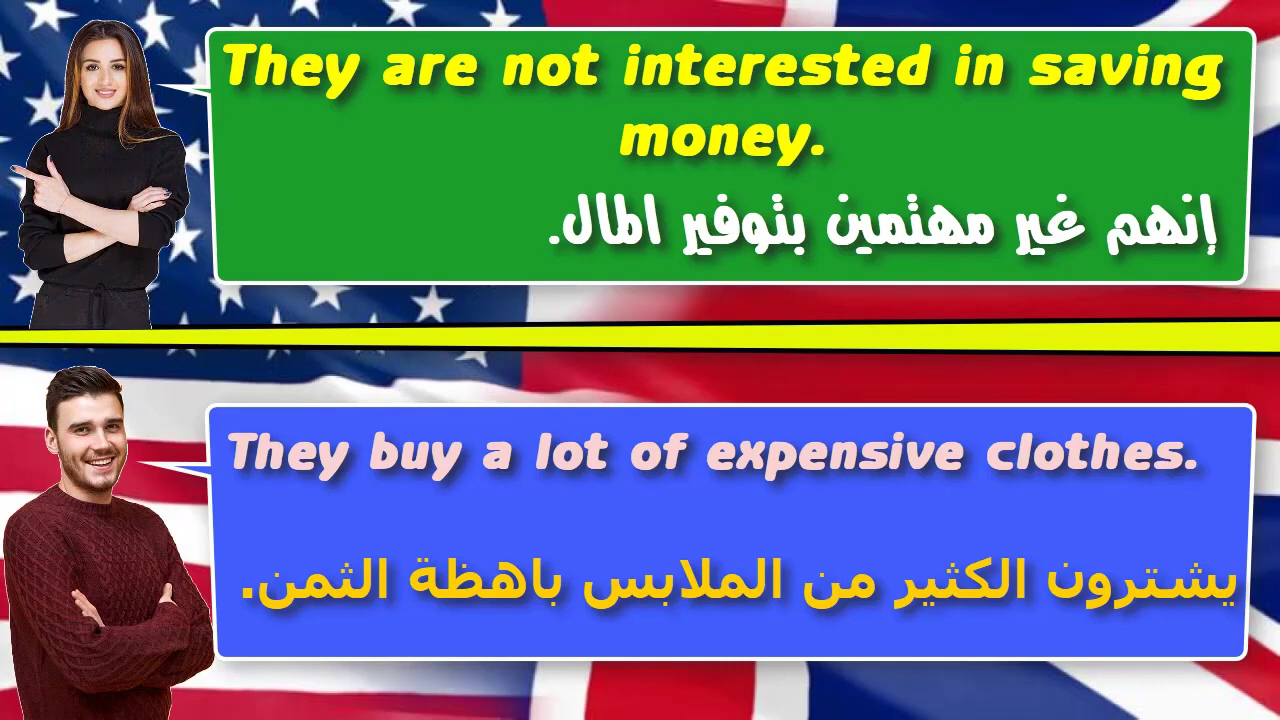 They are not interested in saving
money.
إنهم غير مهتمين بتوفير المال.
They buy a lot of expensive clothes.
يشترون الكثير من الملابس باهظة الثمن.